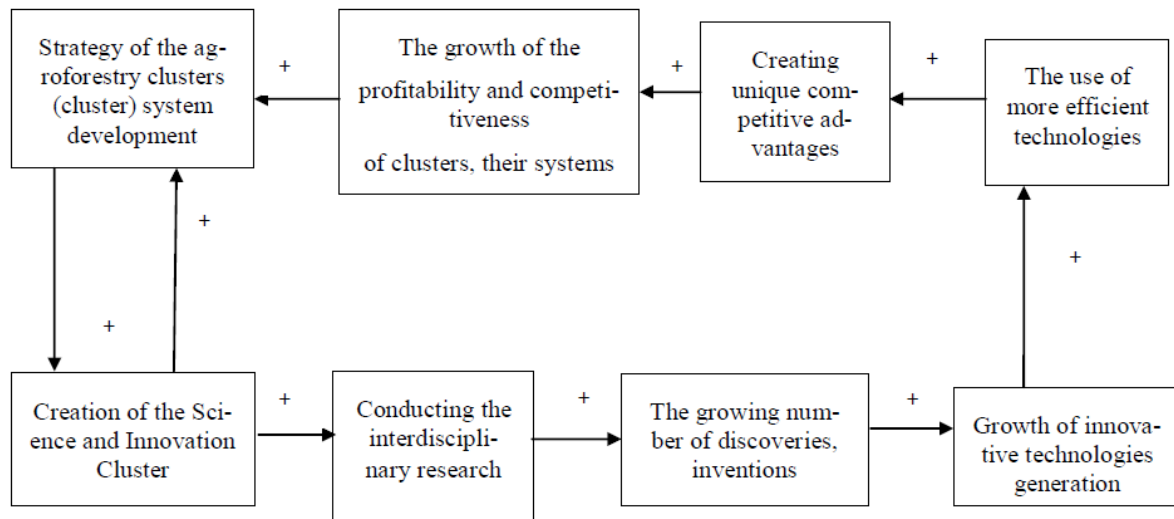 Strategy of the ag-
roforestry clusters
(cluster) system
development
+
The growth of the
profitability and competi-
tiveness
of clusters, their systems
+
Creating
unique com-
petitive ad-
vantages
+
The use of
more efficient
technologies
+
+
+
Creation of the Sci-
ence and Innovation
Cluster
+
Conducting the
interdiscipli-
nary research
+
The growing num-
ber of discoveries,
inventions
+
Growth of innova-
tive technologies
generation